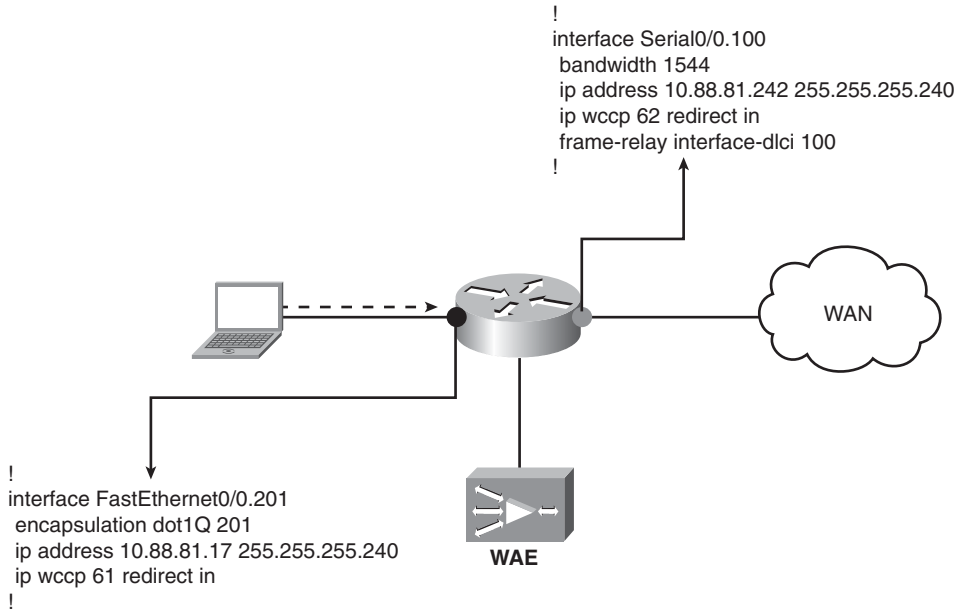 !
interface Serial0/0.100
bandwidth 1544
ip address 10.88.81.242 255.255.255.240
ip wccp 62 redirect in
frame-relay interface-dlci 100
!
WAN
!
interface FastEthernet0/0.201
encapsulation dot1Q 201
ip address 10.88.81.17 255.255.255.240
ip wccp 61 redirect in
!
WAE